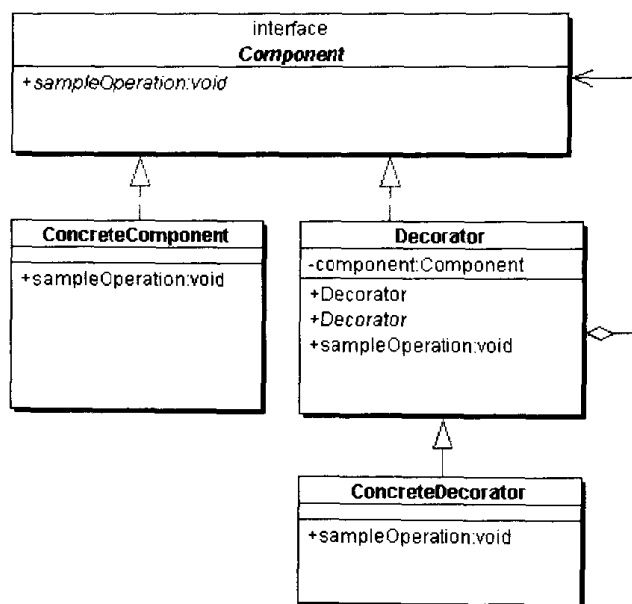 interface
Component
+sampleOperation:void
ConcreteComponent
+sampleOperation:void
Decorator
-component:Component
+Decorator
+Decorator
+sampleOperation:void
ConcreteDecorator
+sampleOperation:void